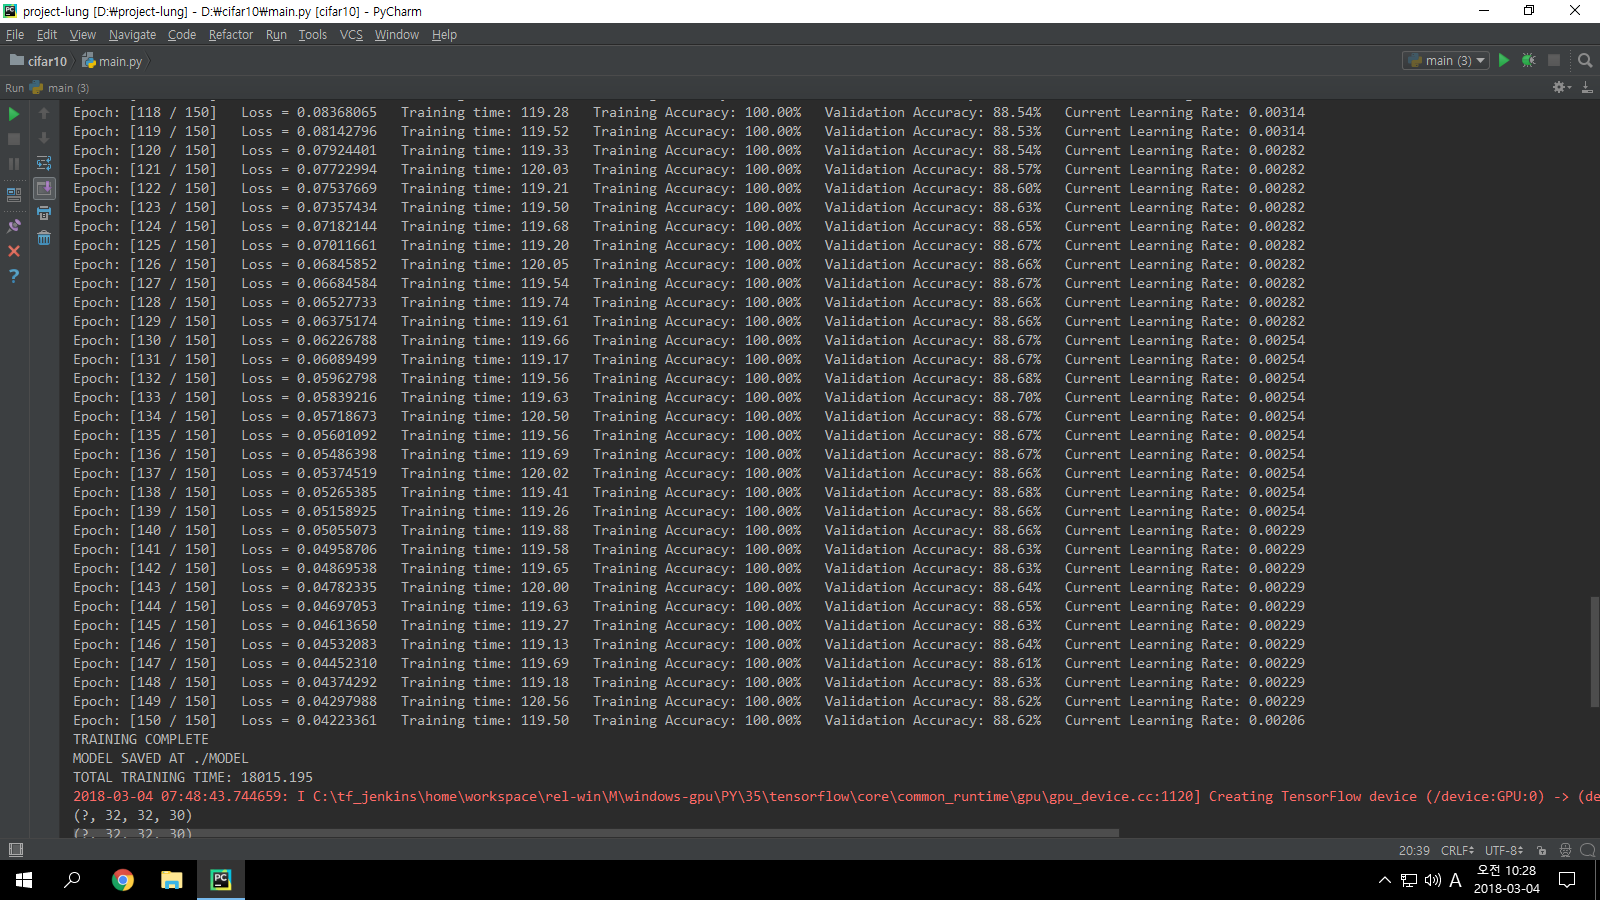 project-lung [D:₩project-lung] - D:₩cifar10₩main.py [cifar10] - PyCharm
File Edit View Navigate Code Refactor Run Tools VCS Window Help
cifar10 main.py main (3)
Run main (3)
Epoch: [118 / 150] Loss = 0.08368065 Training time: 119.28 Training Accuracy: 100.00% Validation Accuracy: 88.54% Current Learning Rate: 0.00314
Epoch: [119 / 150] Loss = 0.08142796 Training time: 119.52 Training Accuracy: 100.00% Validation Accuracy: 88.53% Current Learning Rate: 0.00314
Epoch: [120 / 150] Loss = 0.07924401 Training time: 119.33 Training Accuracy: 100.00% Validation Accuracy: 88.54% Current Learning Rate: 0.00282
Epoch: [121 / 150] Loss = 0.07722994 Training time: 120.03 Training Accuracy: 100.00% Validation Accuracy: 88.57% Current Learning Rate: 0.00282
Epoch: [122 / 150] Loss = 0.07537669 Training time: 119.21 Training Accuracy: 100.00% Validation Accuracy: 88.60% Current Learning Rate: 0.00282
Epoch: [123 / 150] Loss = 0.07357434 Training time: 119.50 Training Accuracy: 100.00% Validation Accuracy: 88.63% Current Learning Rate: 0.00282
Epoch: [124 / 150] Loss = 0.07182144 Training time: 119.68 Training Accuracy: 100.00% Validation Accuracy: 88.65% Current Learning Rate: 0.00282
Epoch: [125 / 150] Loss = 0.07011661 Training time: 119.20 Training Accuracy: 100.00% Validation Accuracy: 88.67% Current Learning Rate: 0.00282
Epoch: [126 / 150] Loss = 0.06845852 Training time: 120.05 Training Accuracy: 100.00% Validation Accuracy: 88.66% Current Learning Rate: 0.00282
Epoch: [127 / 150] Loss = 0.06684584 Training time: 119.54 Training Accuracy: 100.00% Validation Accuracy: 88.67% Current Learning Rate: 0.00282
Epoch: [128 / 150] Loss = 0.06527733 Training time: 119.74 Training Accuracy: 100.00% Validation Accuracy: 88.66% Current Learning Rate: 0.00282
Epoch: [129 / 150] Loss = 0.06375174 Training time: 119.61 Training Accuracy: 100.00% Validation Accuracy: 88.66% Current Learning Rate: 0.00282
Epoch: [130 / 150] Loss = 0.06226788 Training time: 119.66 Training Accuracy: 100.00% Validation Accuracy: 88.67% Current Learning Rate: 0.00254
Epoch: [131 / 150] Loss = 0.06089499 Training time: 119.17 Training Accuracy: 100.00% Validation Accuracy: 88.67% Current Learning Rate: 0.00254
Epoch: [132 / 150] Loss = 0.05962798 Training time: 119.56 Training Accuracy: 100.00% Validation Accuracy: 88.68% Current Learning Rate: 0.00254
Epoch: [133 / 150] Loss = 0.05839216 Training time: 119.63 Training Accuracy: 100.00% Validation Accuracy: 88.70% Current Learning Rate: 0.00254
Epoch: [134 / 150] Loss = 0.05718673 Training time: 120.50 Training Accuracy: 100.00% Validation Accuracy: 88.67% Current Learning Rate: 0.00254
Epoch: [135 / 150] Loss = 0.05601092 Training time: 119.56 Training Accuracy: 100.00% Validation Accuracy: 88.67% Current Learning Rate: 0.00254
Epoch: [136 / 150] Loss = 0.05486398 Training time: 119.69 Training Accuracy: 100.00% Validation Accuracy: 88.67% Current Learning Rate: 0.00254
Epoch: [137 / 150] Loss = 0.05374519 Training time: 120.02 Training Accuracy: 100.00% Validation Accuracy: 88.66% Current Learning Rate: 0.00254
Epoch: [138 / 150] Loss = 0.05265385 Training time: 119.41 Training Accuracy: 100.00% Validation Accuracy: 88.68% Current Learning Rate: 0.00254
Epoch: [139 / 150] Loss = 0.05158925 Training time: 119.26 Training Accuracy: 100.00% Validation Accuracy: 88.66% Current Learning Rate: 0.00254
Epoch: [140 / 150] Loss = 0.05055073 Training time: 119.88 Training Accuracy: 100.00% Validation Accuracy: 88.66% Current Learning Rate: 0.00229
Epoch: [141 / 150] Loss = 0.04958706 Training time: 119.58 Training Accuracy: 100.00% Validation Accuracy: 88.63% Current Learning Rate: 0.00229
Epoch: [142 / 150] Loss = 0.04869538 Training time: 119.65 Training Accuracy: 100.00% Validation Accuracy: 88.63% Current Learning Rate: 0.00229
Epoch: [143 / 150] Loss = 0.04782335 Training time: 120.00 Training Accuracy: 100.00% Validation Accuracy: 88.64% Current Learning Rate: 0.00229
Epoch: [144 / 150] Loss = 0.04697053 Training time: 119.63 Training Accuracy: 100.00% Validation Accuracy: 88.65% Current Learning Rate: 0.00229
Epoch: [145 / 150] Loss = 0.04613650 Training time: 119.27 Training Accuracy: 100.00% Validation Accuracy: 88.63% Current Learning Rate: 0.00229
Epoch: [146 / 150] Loss = 0.04532083 Training time: 119.13 Training Accuracy: 100.00% Validation Accuracy: 88.64% Current Learning Rate: 0.00229
Epoch: [147 / 150] Loss = 0.04452310 Training time: 119.69 Training Accuracy: 100.00% Validation Accuracy: 88.61% Current Learning Rate: 0.00229
Epoch: [148 / 150] Loss = 0.04374292 Training time: 119.18 Training Accuracy: 100.00% Validation Accuracy: 88.63% Current Learning Rate: 0.00229
Epoch: [149 / 150] Loss = 0.04297988 Training time: 120.56 Training Accuracy: 100.00% Validation Accuracy: 88.62% Current Learning Rate: 0.00229
Epoch: [150 / 150] Loss = 0.04223361 Training time: 119.50 Training Accuracy: 100.00% Validation Accuracy: 88.62% Current Learning Rate: 0.00206
TRAINING COMPLETE
MODEL SAVED AT ./MODEL
TOTAL TRAINING TIME: 18015.195
2018-03-04 07:48:43.744659: I C:\tf_jenkins\home\workspace\rel-win\M\windows-gpu\PY\35\tensorflow\core\common_runtime\gpu\gpu_device.cc:1120] Creating TensorFlow device (/device:GPU:0) -> (de
(?, 32, 32, 30)
(?, 32, 32, 30)
20:39 CRLF UTF-8
A 오전 10:28
2018-03-04